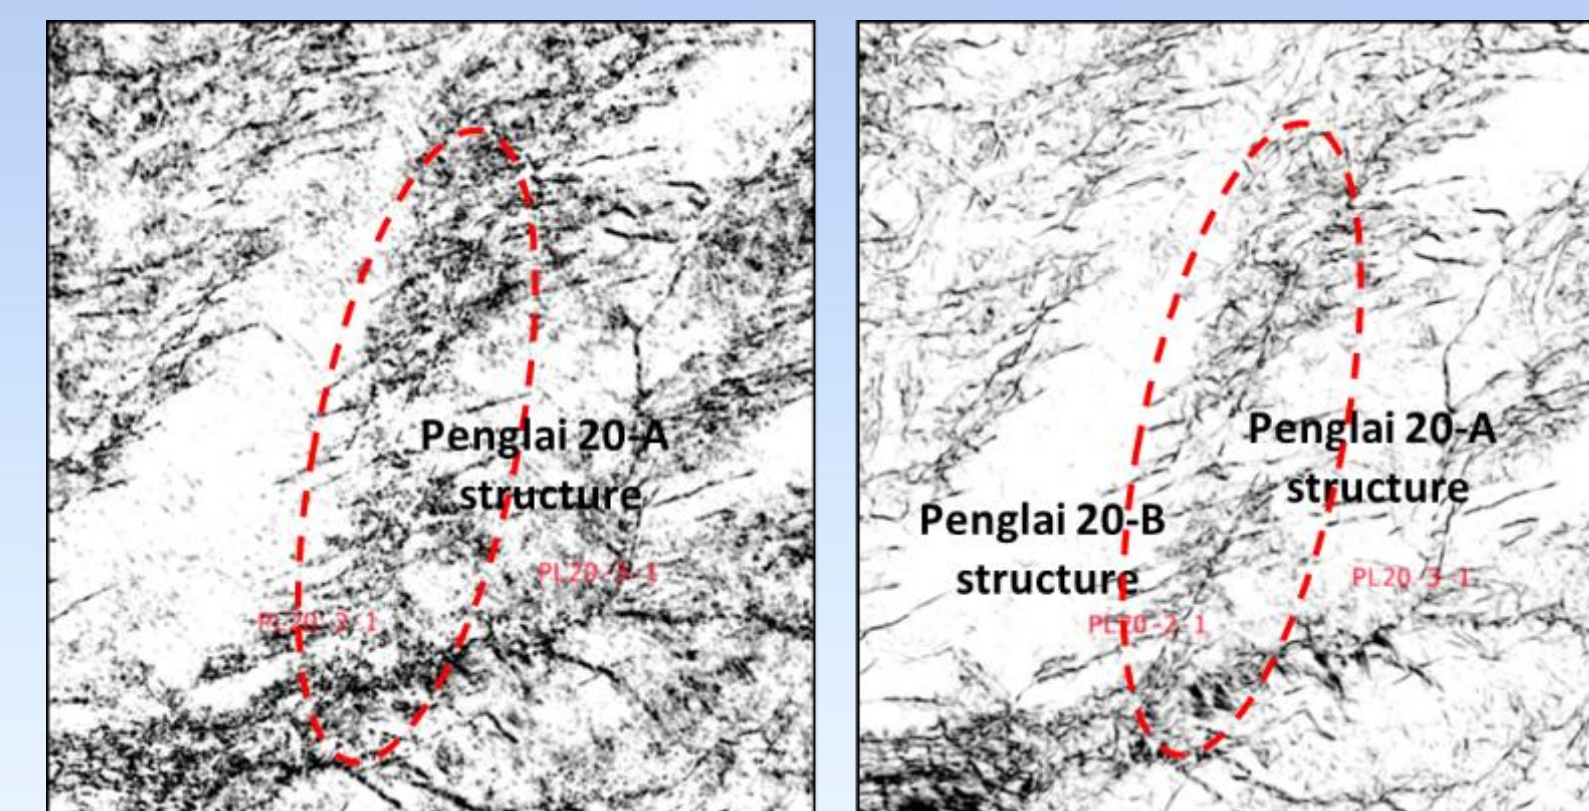 Penglai 20-A
structure
PL20-3-1
PL20-2-1
Penglai 20-A
structure
Penglai 20-B
structure
PL20-3-1
PL20-2-1